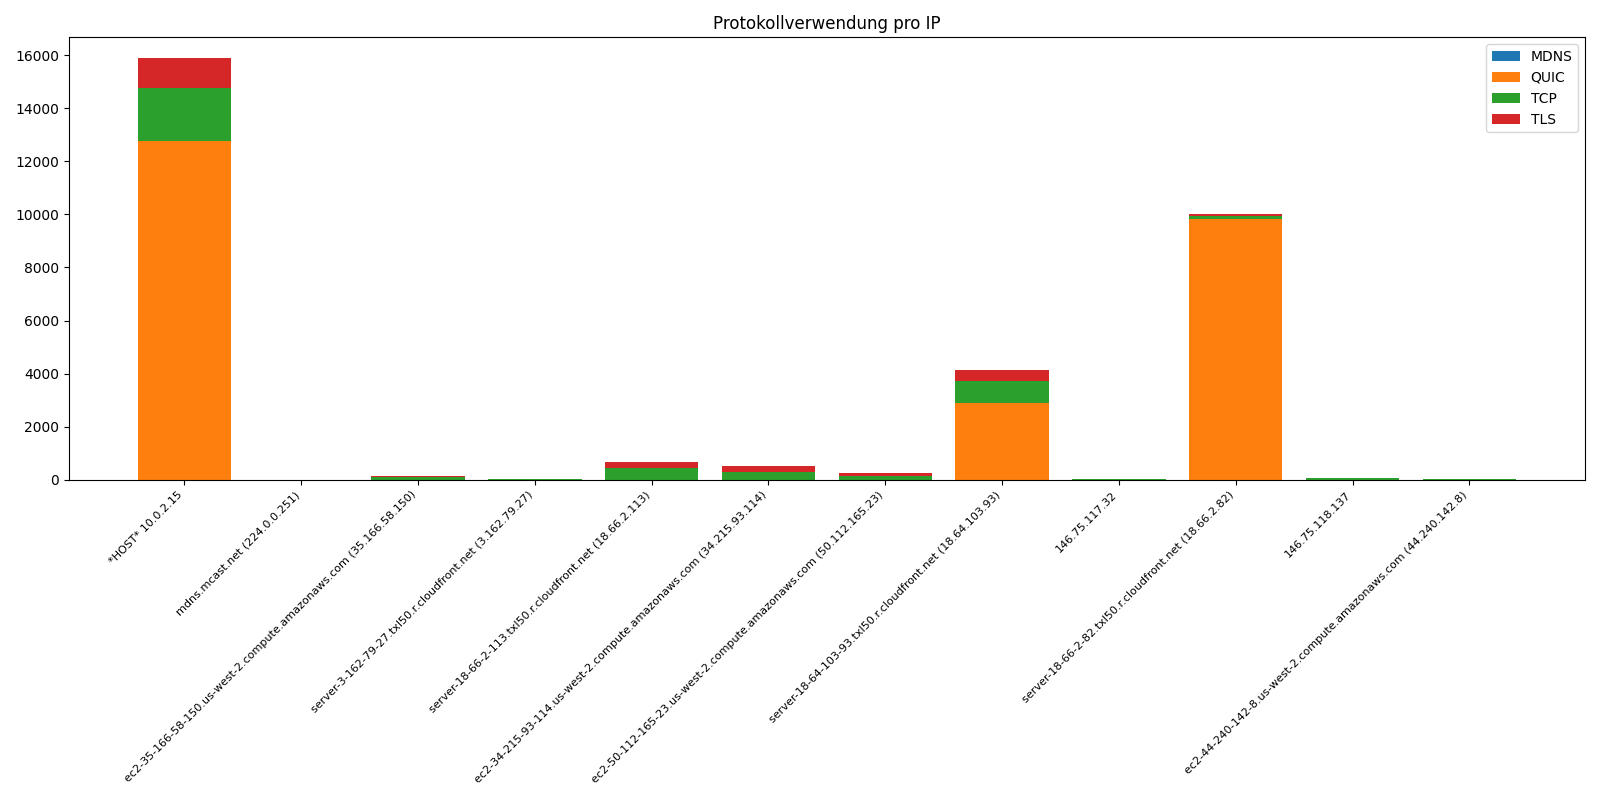 Protokollverwendung pro IP
MDNS
QUIC
TCP
TLS
16000
14000
12000
10000
8000
6000
4000
2000
0
*HOST* 10.0.2.15
mdns.mcast.net (224.0.0.251)
ec2-35-166-58-150.us-west-2.compute.amazonaws.com (35.166.58.150)
server-3-162-79-27.txl50.r.cloudfront.net (3.162.79.27)
server-18-66-2-113.txl50.r.cloudfront.net (18.66.2.113)
ec2-34-215-93-114.us-west-2.compute.amazonaws.com (34.215.93.114)
ec2-50-112-165-23.us-west-2.compute.amazonaws.com (50.112.165.23)
server-18-64-103-93.txl50.r.cloudfront.net (18.64.103.93)
146.75.117.32
server-18-66-2-82.txl50.r.cloudfront.net (18.66.2.82)
146.75.118.137
ec2-44-240-142-8.us-west-2.compute.amazonaws.com (44.240.142.8)